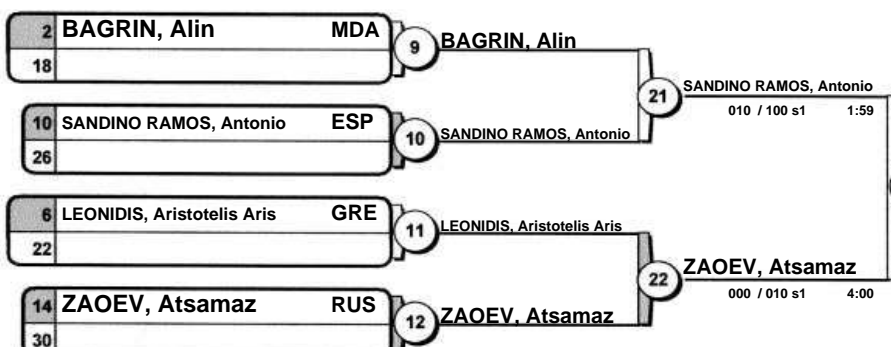 2 BAGRIN, Alin MDA
18
9
BAGRIN, Alin
10 SANDINO RAMOS, Antonio ESP
26
10
SANDINO RAMOS, Antonio
21
SANDINO RAMOS, Antonio
010 / 100 s1 1:59
6 LEONIDIS, Aristotelis Aris GRE
22
11
LEONIDIS, Aristotelis Aris
14 ZAOEV, Atsamaz RUS
30
12
ZAOEV, Atsamaz
22
ZAOEV, Atsamaz
000 / 010 s1 4:00